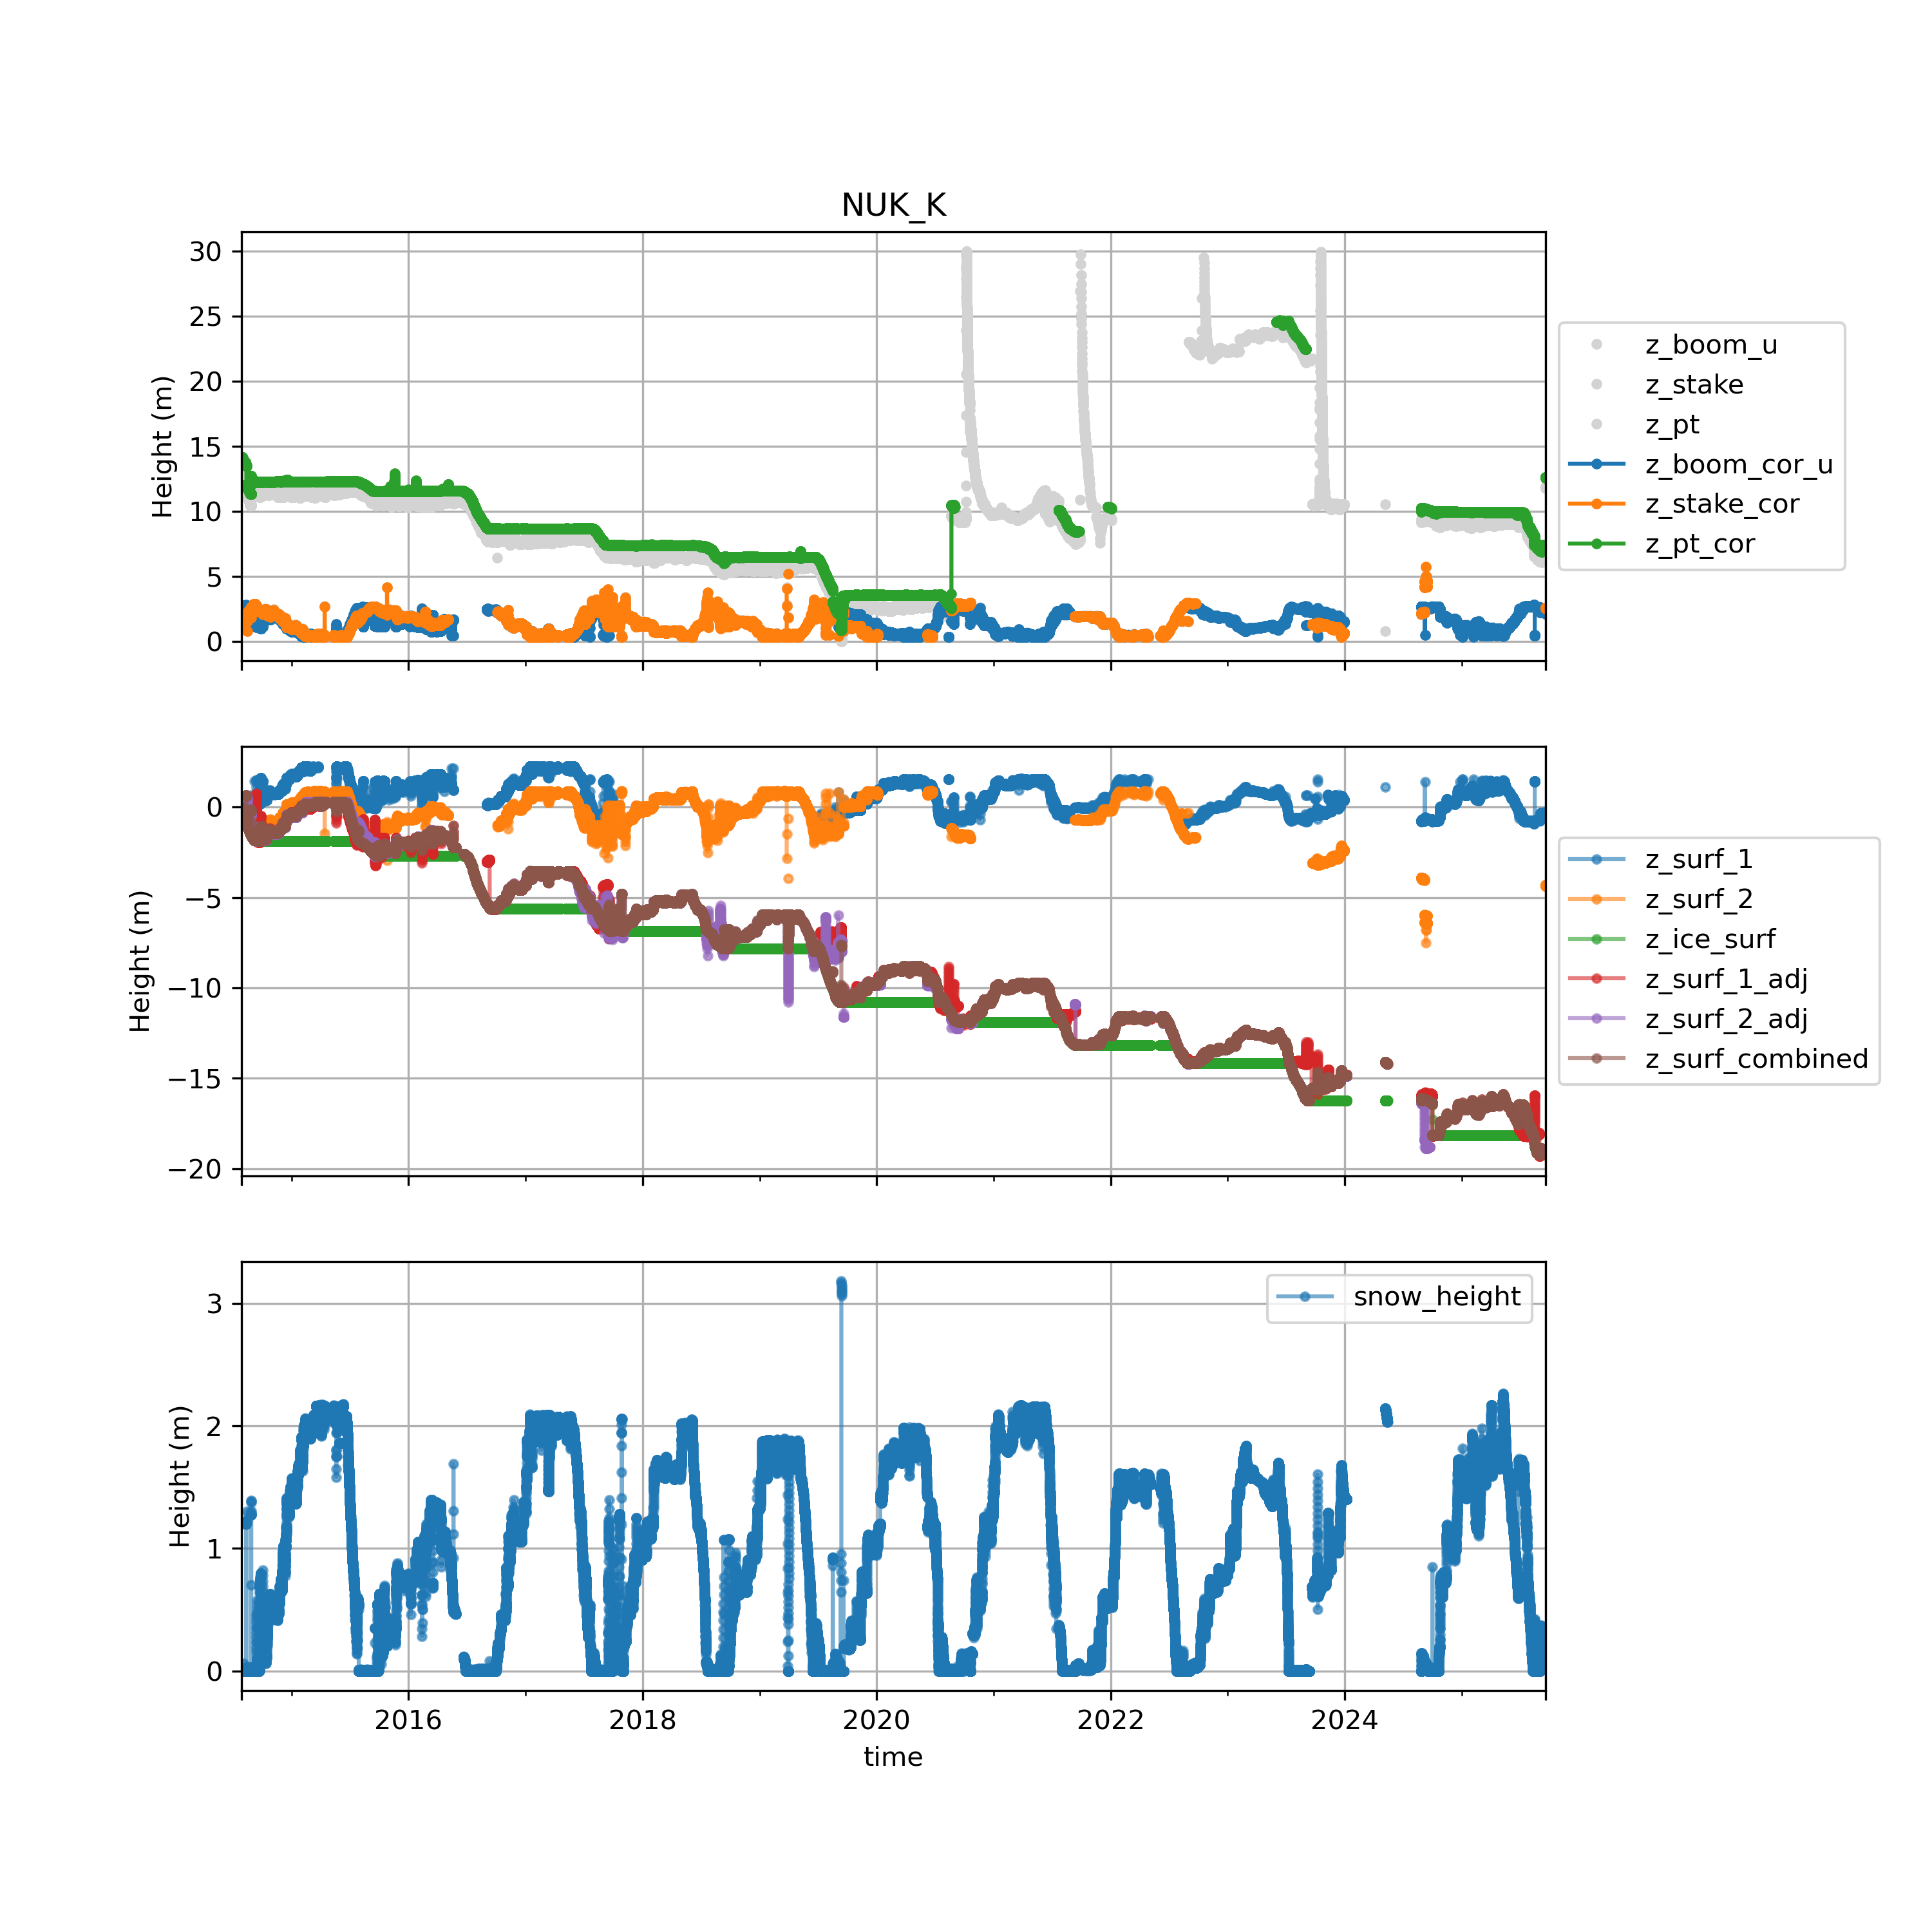 NUK_K
30
25
20
15
10
5
0
Height (m)
z_boom_u
z_stake
z_pt
z_boom_cor_u
z_stake_cor
z_pt_cor
0
−5
−10
−15
−20
Height (m)
z_surf_1
z_surf_2
z_ice_surf
z_surf_1_adj
z_surf_2_adj
z_surf_combined
3
2
1
0
Height (m)
snow_height
2016 2018 2020 2022 2024
time